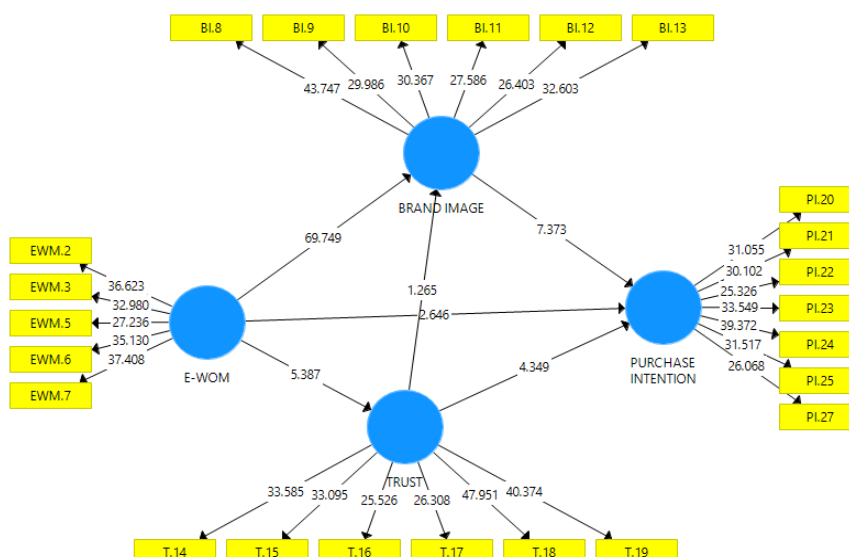 BI.8
BI.9
BI.10
BI.11
BI.12
BI.13
43.747
29.986
30.367
27.586
26.403
32.603
BRAND IMAGE
69.749
7.373
1.265
2.646
EWM.2
EWM.3
EWM.5
EWM.6
EWM.7
36.623
32.980
27.236
35.130
37.408
E-WOM
5.387
4.349
PI.20
PI.21
PI.22
PI.23
PI.24
PI.25
PI.27
31.055
30.102
25.326
33.549
39.372
31.517
26.068
PURCHASE
INTENTION
TRUST
33.585
33.095
25.526
26.308
47.951
40.374
T.14
T.15
T.16
T.17
T.18
T.19